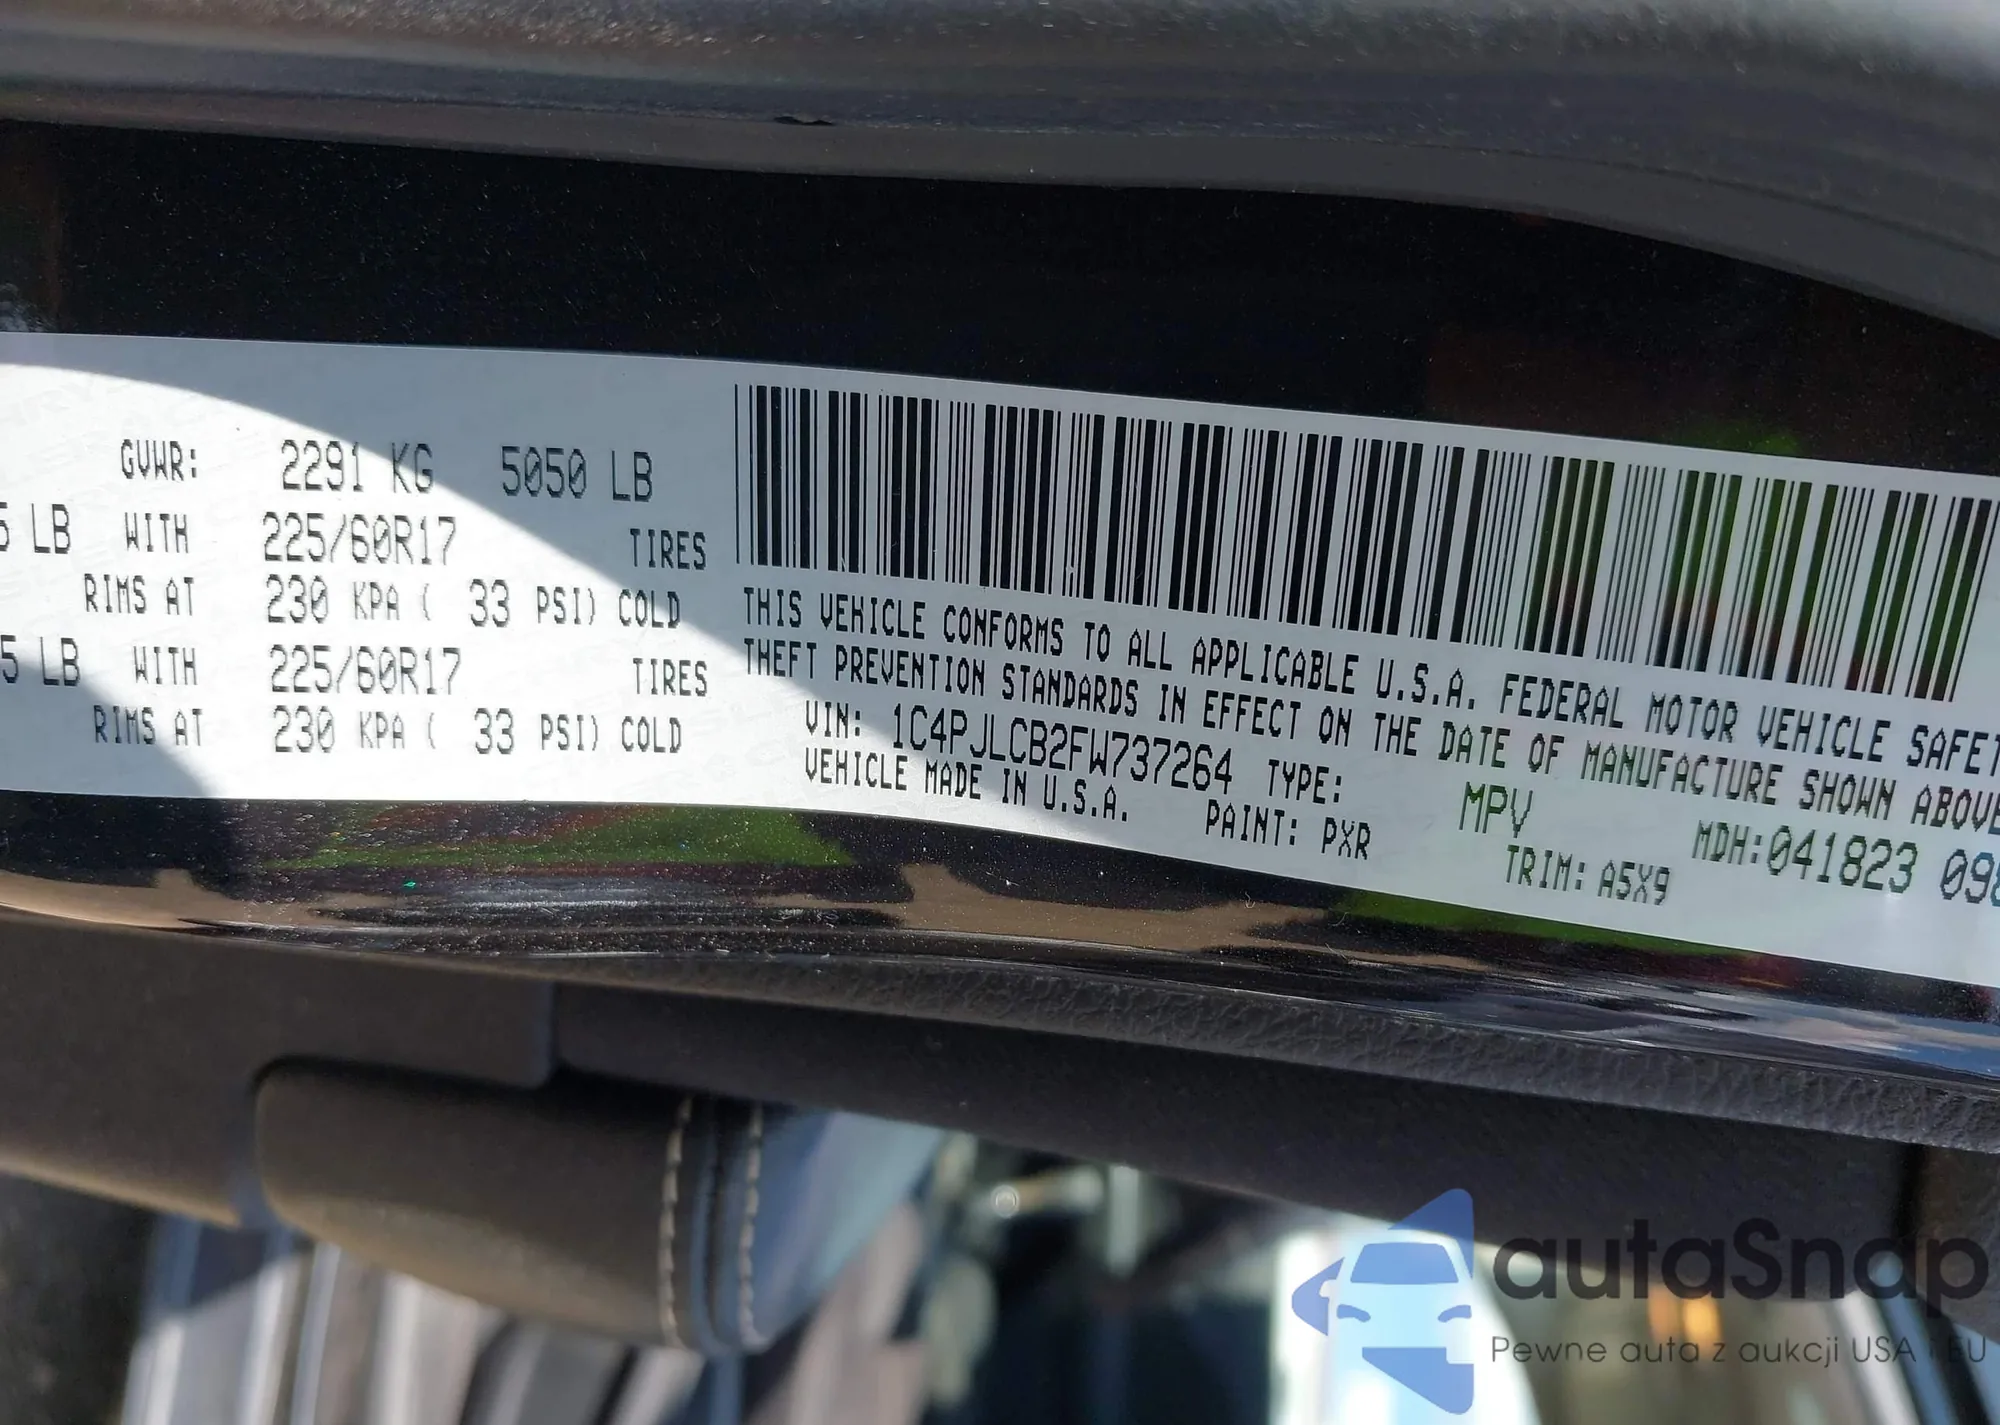 GVWR: 2291 KG 5050 LB
5 LB WITH 225/60R17 TIRES
RIMS AT 230 KPA ( 33 PSI) COLD
5 LB WITH 225/60R17 TIRES
RIMS AT 230 KPA ( 33 PSI) COLD
THIS VEHICLE CONFORMS TO ALL APPLICABLE U.S.A. FEDERAL MOTOR VEHICLE SAFET
THEFT PREVENTION STANDARDS IN EFFECT ON THE DATE OF MANUFACTURE SHOWN ABOVE
VIN: 1C4PJLCB2FW737264 TYPE: MPV MDH:041823 098
VEHICLE MADE IN U.S.A. PAINT: PXR TRIM: A5X9
autaSnap
Pewne auta z aukcji USA i EU